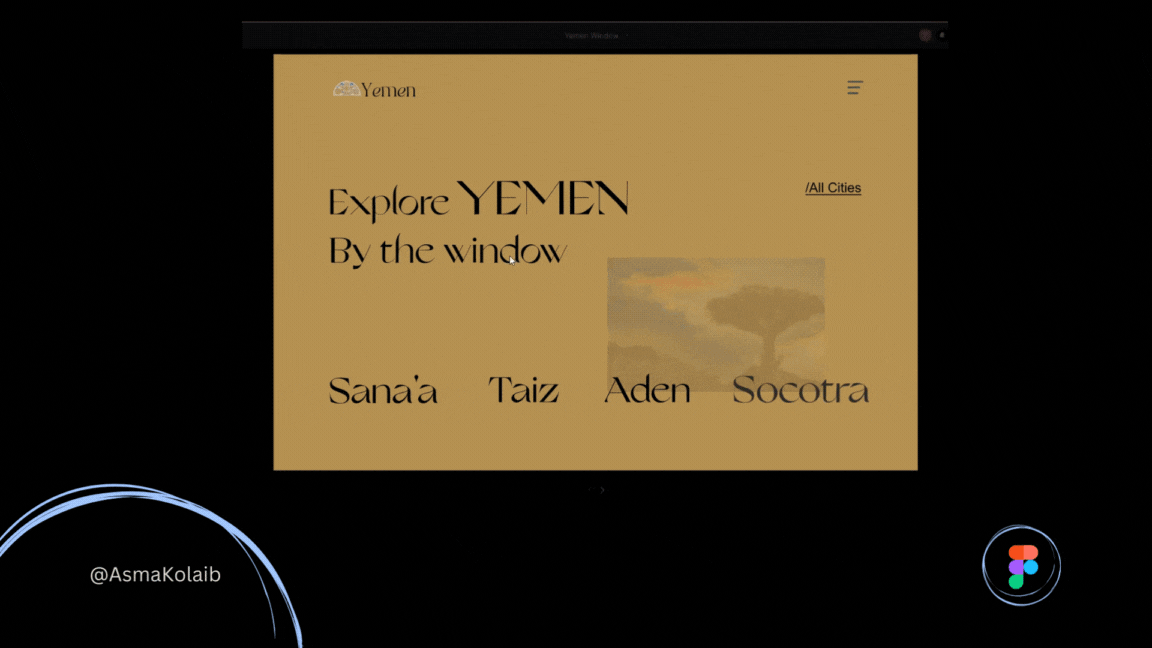 Yemen Window
Yemen
/All Cities
Explore YEMEN
By the window
Sana'a Taiz Aden Socotra
@AsmaKolaib